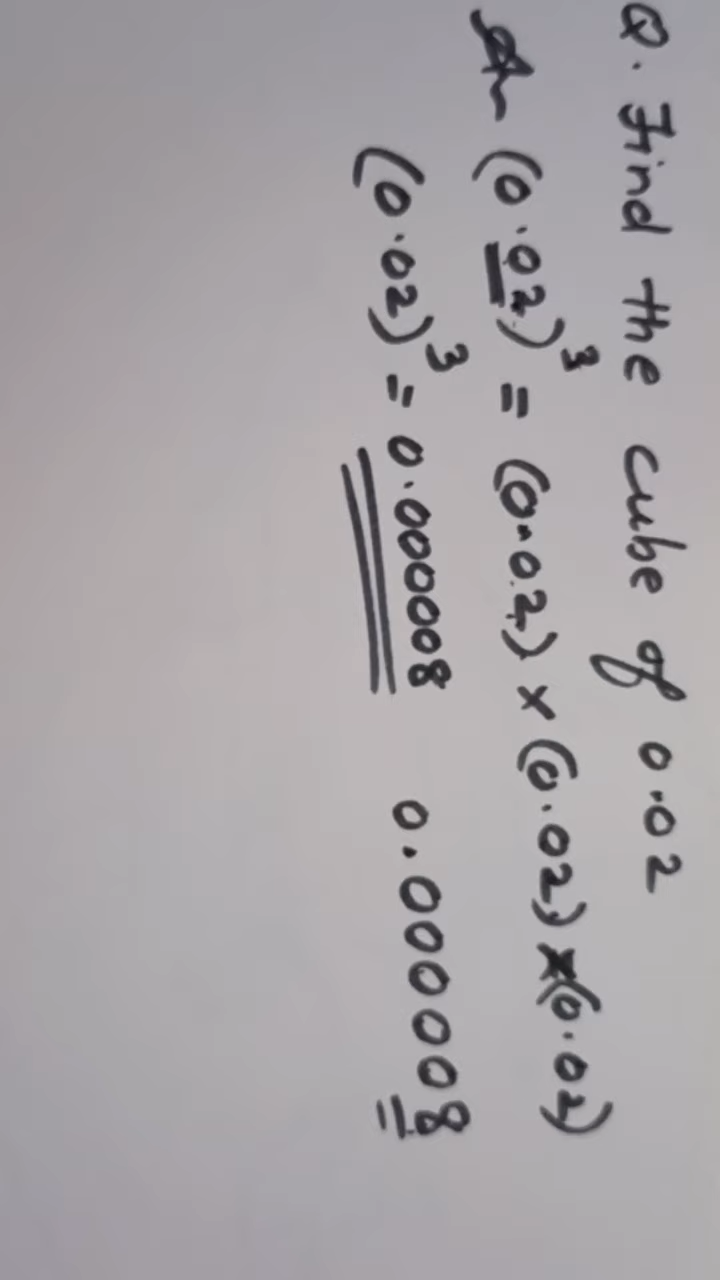 Q. Find the cube of 0.02
(0.02)³ = (0.02) × (0.02) × (0.02)
(0.02)³ = 0.000008 0.000008